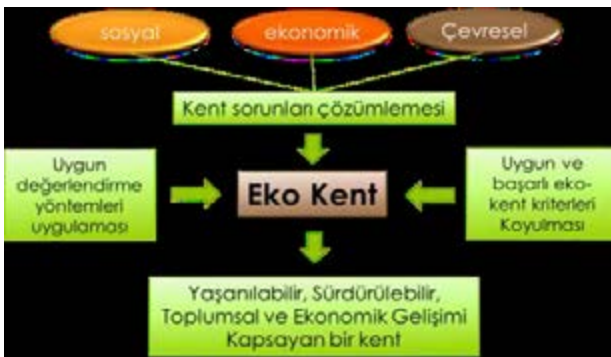 sosyal
ekonomik
Çevresel
Kent sorunları çözümlemesi
Uygun
değerlendirme
yöntemleri
uygulaması
Eko Kent
Uygun ve
başarılı eko-
kent kriterleri
Koyulması
Yaşanılabilir, Sürdürülebilir,
Toplumsal ve Ekonomik Gelişimi
Kapsayan bir kent